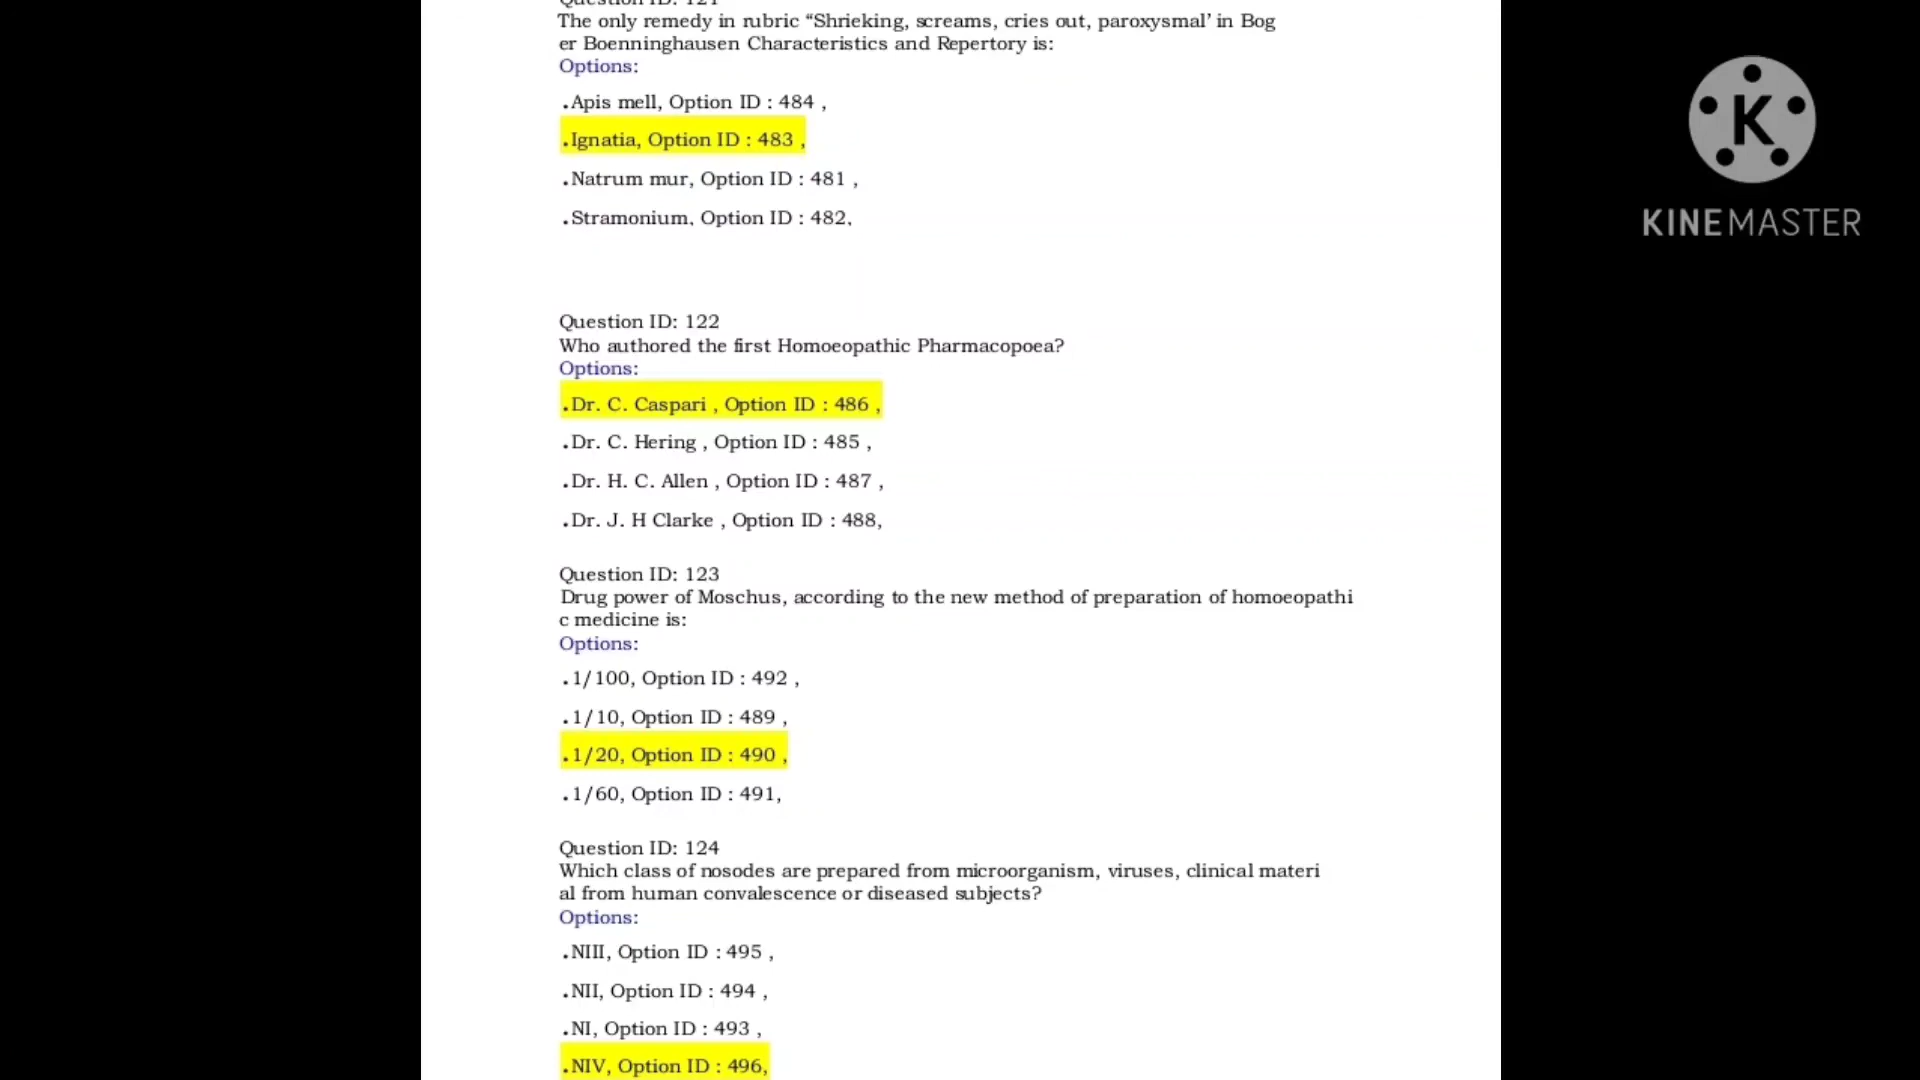 Question ID: 121
The only remedy in rubric “Shrieking, screams, cries out, paroxysmal’ in Bog
er Boenninghausen Characteristics and Repertory is:
Options:
.Apis mell, Option ID : 484 ,
.Ignatia, Option ID : 483 ,
.Natrum mur, Option ID : 481 ,
.Stramonium, Option ID : 482,
Question ID: 122
Who authored the first Homoeopathic Pharmacopoea?
Options:
.Dr. C. Caspari , Option ID : 486 ,
.Dr. C. Hering , Option ID : 485 ,
.Dr. H. C. Allen , Option ID : 487 ,
.Dr. J. H Clarke , Option ID : 488,
Question ID: 123
Drug power of Moschus, according to the new method of preparation of homoeopathi
c medicine is:
Options:
.1/100, Option ID : 492 ,
.1/10, Option ID : 489 ,
.1/20, Option ID : 490 ,
.1/60, Option ID : 491,
Question ID: 124
Which class of nosodes are prepared from microorganism, viruses, clinical materi
al from human convalescence or diseased subjects?
Options:
.NIII, Option ID : 495 ,
.NII, Option ID : 494 ,
.NI, Option ID : 493 ,
.NIV, Option ID : 496,
K
KINEMASTER